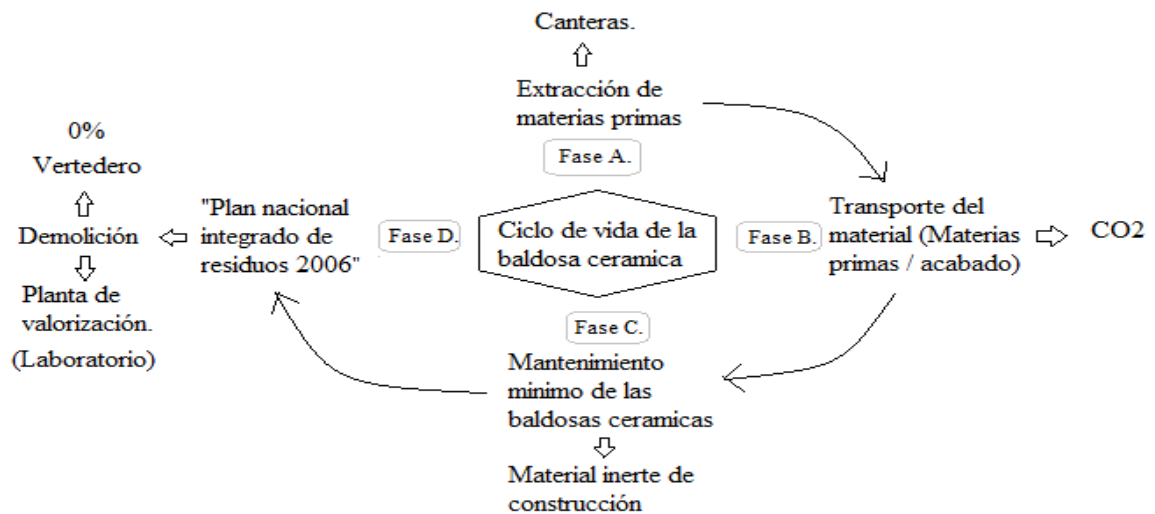 Canteras.
Extracción de
materias primas
Fase A.
0%
Vertedero
Demolición
Planta de
valorización.
(Laboratorio)
"Plan nacional
integrado de
residuos 2006"
Fase D.
Ciclo de vida de la
baldosa ceramica
Fase B.
Transporte del
material (Materias
primas / acabado)
CO2
Fase C.
Mantenimiento
minimo de las
baldosas ceramicas
Material inerte de
construcción